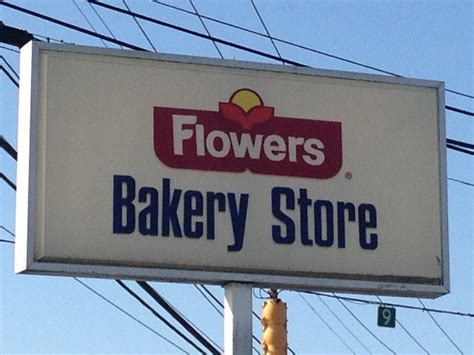 Flowers
®
Bakery Store
9